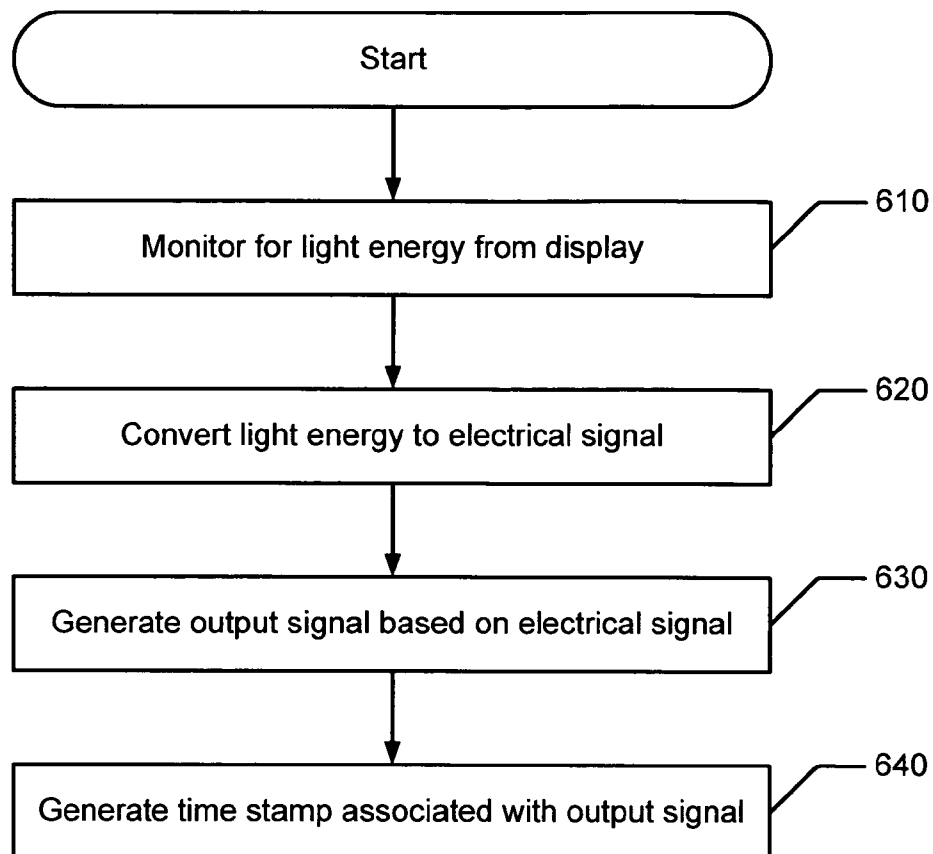 Start
610
Monitor for light energy from display
620
Convert light energy to electrical signal
630
Generate output signal based on electrical signal
640
Generate time stamp associated with output signal